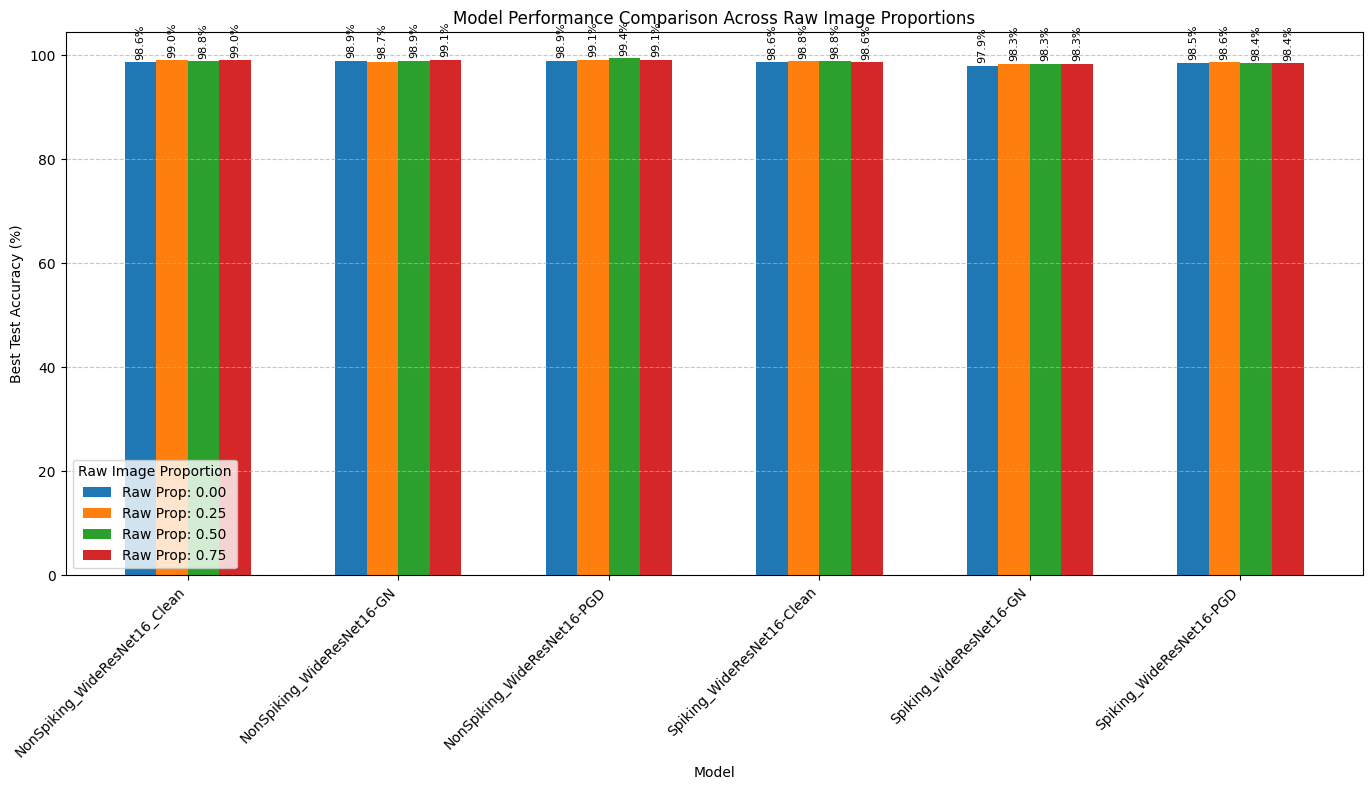 Model Performance Comparison Across Raw Image Proportions
98.6% 99.0% 98.8% 99.0% 98.9% 98.7% 98.9% 99.1% 98.9% 99.1% 99.4% 99.1% 98.6% 98.8% 98.8% 98.6% 97.9% 98.3% 98.3% 98.3% 98.5% 98.6% 98.4% 98.4%
100
80
60
40
20
0
Best Test Accuracy (%)
Raw Image Proportion
Raw Prop: 0.00
Raw Prop: 0.25
Raw Prop: 0.50
Raw Prop: 0.75
NonSpiking_WideResNet16_Clean
NonSpiking_WideResNet16-GN
NonSpiking_WideResNet16-PGD
Spiking_WideResNet16-Clean
Spiking_WideResNet16-GN
Spiking_WideResNet16-PGD
Model